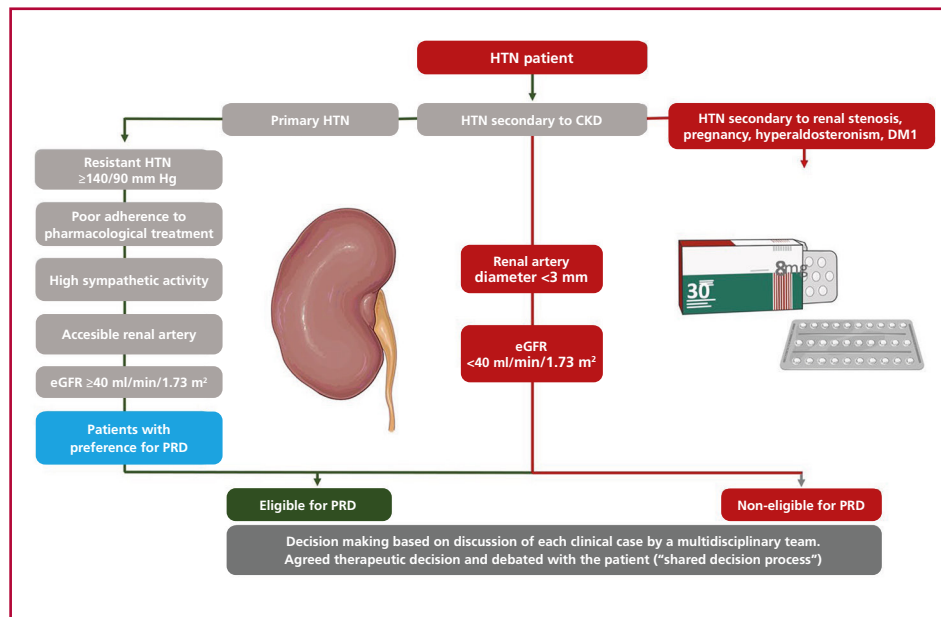 HTN patient
Primary HTN
HTN secondary to CKD
HTN secondary to renal stenosis,
pregnancy, hyperaldosteronism, DM1
Resistant HTN
≥140/90 mm Hg
Poor adherence to
pharmacological treatment
High sympathetic activity
Accesible renal artery
eGFR ≥40 ml/min/1.73 m²
Patients with
preference for PRD
Renal artery
diameter <3 mm
eGFR
<40 ml/min/1.73 m²
8mg
30
Eligible for PRD
Non-eligible for PRD
Decision making based on discussion of each clinical case by a multidisciplinary team.
Agreed therapeutic decision and debated with the patient (“shared decision process”)